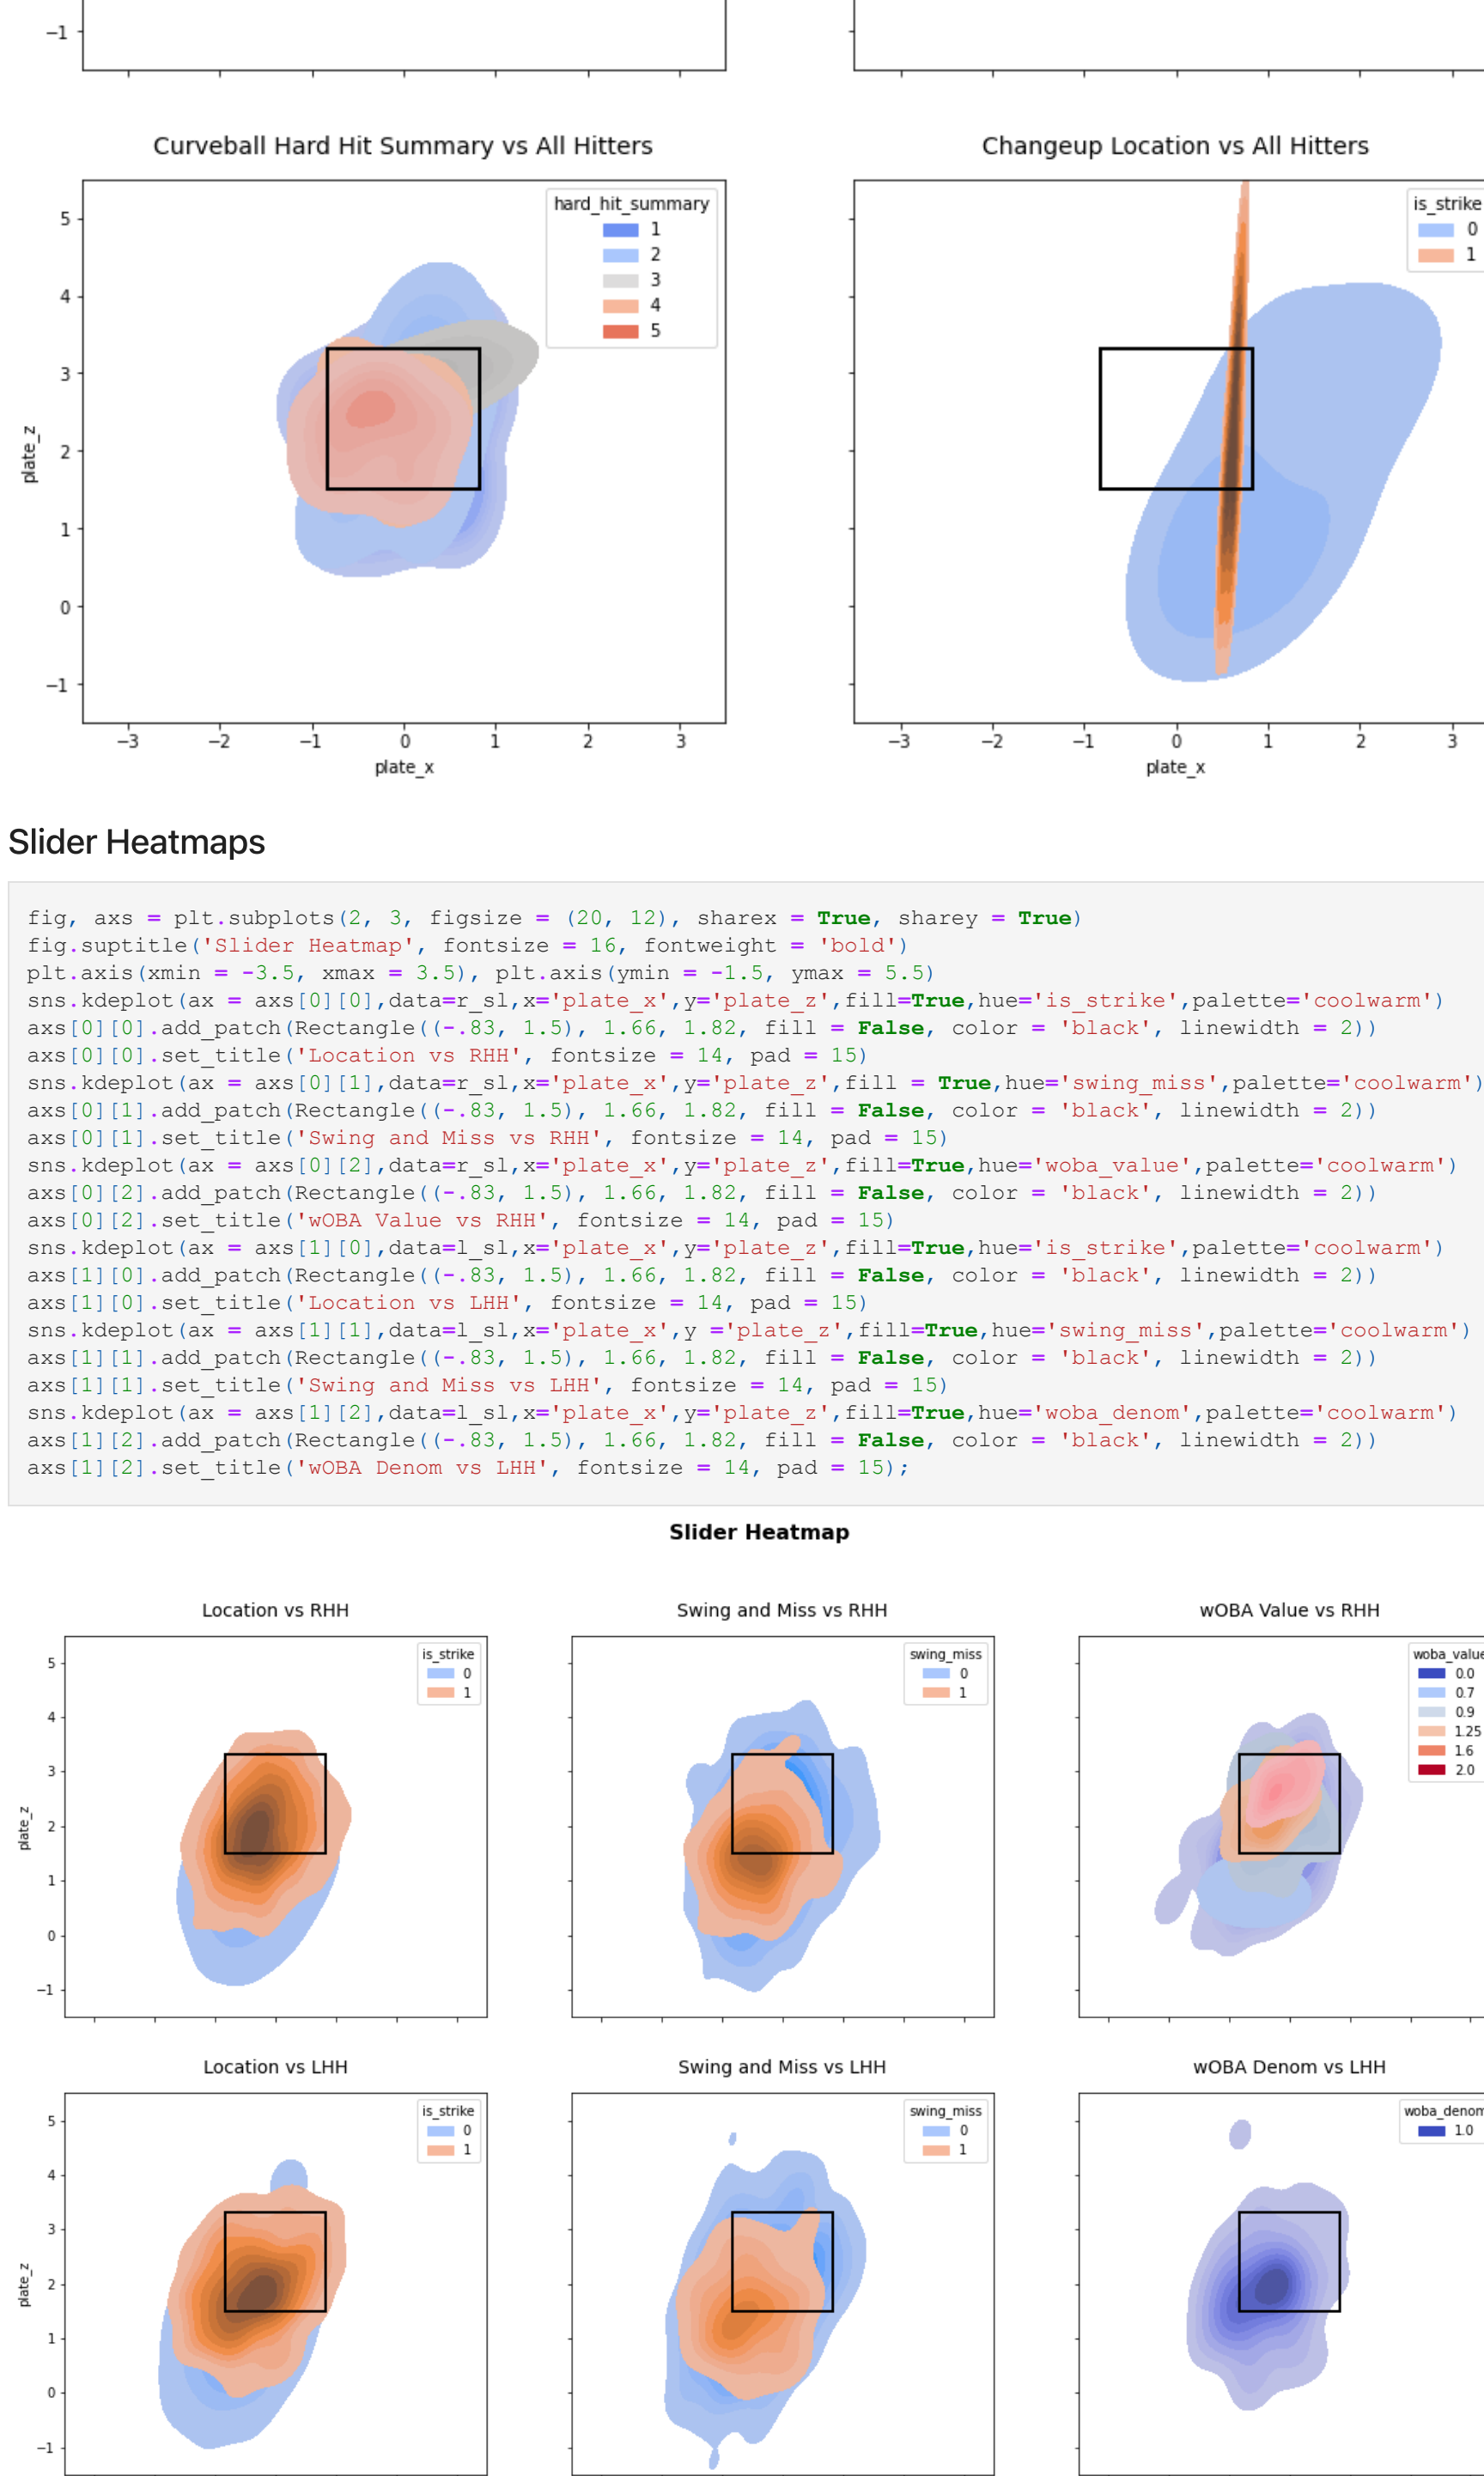 −1
Curveball Hard Hit Summary vs All Hitters
hard_hit_summary
1
2
3
4
5
5
4
3
2
1
0
−1
plate_z
−3 −2 −1 0 1 2 3
plate_x
Changeup Location vs All Hitters
is_strike
0
1
−3 −2 −1 0 1 2 3
plate_x
Slider Heatmaps
fig, axs = plt.subplots(2, 3, figsize = (20, 12), sharex = True, sharey = True)
fig.suptitle('Slider Heatmap', fontsize = 16, fontweight = 'bold')
plt.axis(xmin = -3.5, xmax = 3.5), plt.axis(ymin = -1.5, ymax = 5.5)
sns.kdeplot(ax = axs[0][0],data=r_sl,x='plate_x',y='plate_z',fill=True,hue='is_strike',palette='coolwarm')
axs[0][0].add_patch(Rectangle((-.83, 1.5), 1.66, 1.82, fill = False, color = 'black', linewidth = 2))
axs[0][0].set_title('Location vs RHH', fontsize = 14, pad = 15)
sns.kdeplot(ax = axs[0][1],data=r_sl,x='plate_x',y='plate_z',fill = True,hue='swing_miss',palette='coolwarm')
axs[0][1].add_patch(Rectangle((-.83, 1.5), 1.66, 1.82, fill = False, color = 'black', linewidth = 2))
axs[0][1].set_title('Swing and Miss vs RHH', fontsize = 14, pad = 15)
sns.kdeplot(ax = axs[0][2],data=r_sl,x='plate_x',y='plate_z',fill=True,hue='woba_value',palette='coolwarm')
axs[0][2].add_patch(Rectangle((-.83, 1.5), 1.66, 1.82, fill = False, color = 'black', linewidth = 2))
axs[0][2].set_title('wOBA Value vs RHH', fontsize = 14, pad = 15)
sns.kdeplot(ax = axs[1][0],data=l_sl,x='plate_x',y='plate_z',fill=True,hue='is_strike',palette='coolwarm')
axs[1][0].add_patch(Rectangle((-.83, 1.5), 1.66, 1.82, fill = False, color = 'black', linewidth = 2))
axs[1][0].set_title('Location vs LHH', fontsize = 14, pad = 15)
sns.kdeplot(ax = axs[1][1],data=l_sl,x='plate_x',y ='plate_z',fill=True,hue='swing_miss',palette='coolwarm')
axs[1][1].add_patch(Rectangle((-.83, 1.5), 1.66, 1.82, fill = False, color = 'black', linewidth = 2))
axs[1][1].set_title('Swing and Miss vs LHH', fontsize = 14, pad = 15)
sns.kdeplot(ax = axs[1][2],data=l_sl,x='plate_x',y='plate_z',fill=True,hue='woba_denom',palette='coolwarm')
axs[1][2].add_patch(Rectangle((-.83, 1.5), 1.66, 1.82, fill = False, color = 'black', linewidth = 2))
axs[1][2].set_title('wOBA Denom vs LHH', fontsize = 14, pad = 15);
Slider Heatmap
Location vs RHH
is_strike
0
1
5
4
3
2
1
0
−1
plate_z
Swing and Miss vs RHH
swing_miss
0
1
wOBA Value vs RHH
woba_value
0.0
0.7
0.9
1.25
1.6
2.0
Location vs LHH
is_strike
0
1
5
4
3
2
1
0
−1
plate_z
Swing and Miss vs LHH
swing_miss
0
1
wOBA Denom vs LHH
woba_denom
1.0